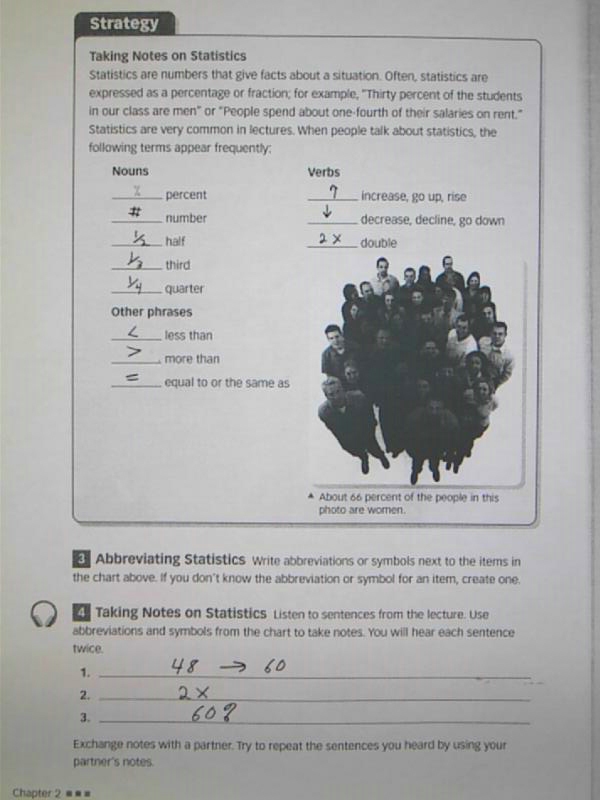 Strategy
Taking Notes on Statistics
Statistics are numbers that give facts about a situation. Often, statistics are
expressed as a percentage or fraction; for example, "Thirty percent of the students
in our class are men" or "People spend about one-fourth of their salaries on rent."
Statistics are very common in lectures. When people talk about statistics, the
following terms appear frequently:
Nouns
% percent
# number
1/2 half
1/3 third
1/4 quarter
Other phrases
< less than
> more than
= equal to or the same as
Verbs
↑ increase, go up, rise
↓ decrease, decline, go down
2 x double
▲ About 66 percent of the people in this
photo are women.
3 Abbreviating Statistics Write abbreviations or symbols next to the items in
the chart above. If you don't know the abbreviation or symbol for an item, create one.
4 Taking Notes on Statistics Listen to sentences from the lecture. Use
abbreviations and symbols from the chart to take notes. You will hear each sentence
twice.
1. 48 → 60
2. 2 X
3. 60?
Exchange notes with a partner. Try to repeat the sentences you heard by using your
partner's notes.
Chapter 2 ■■■